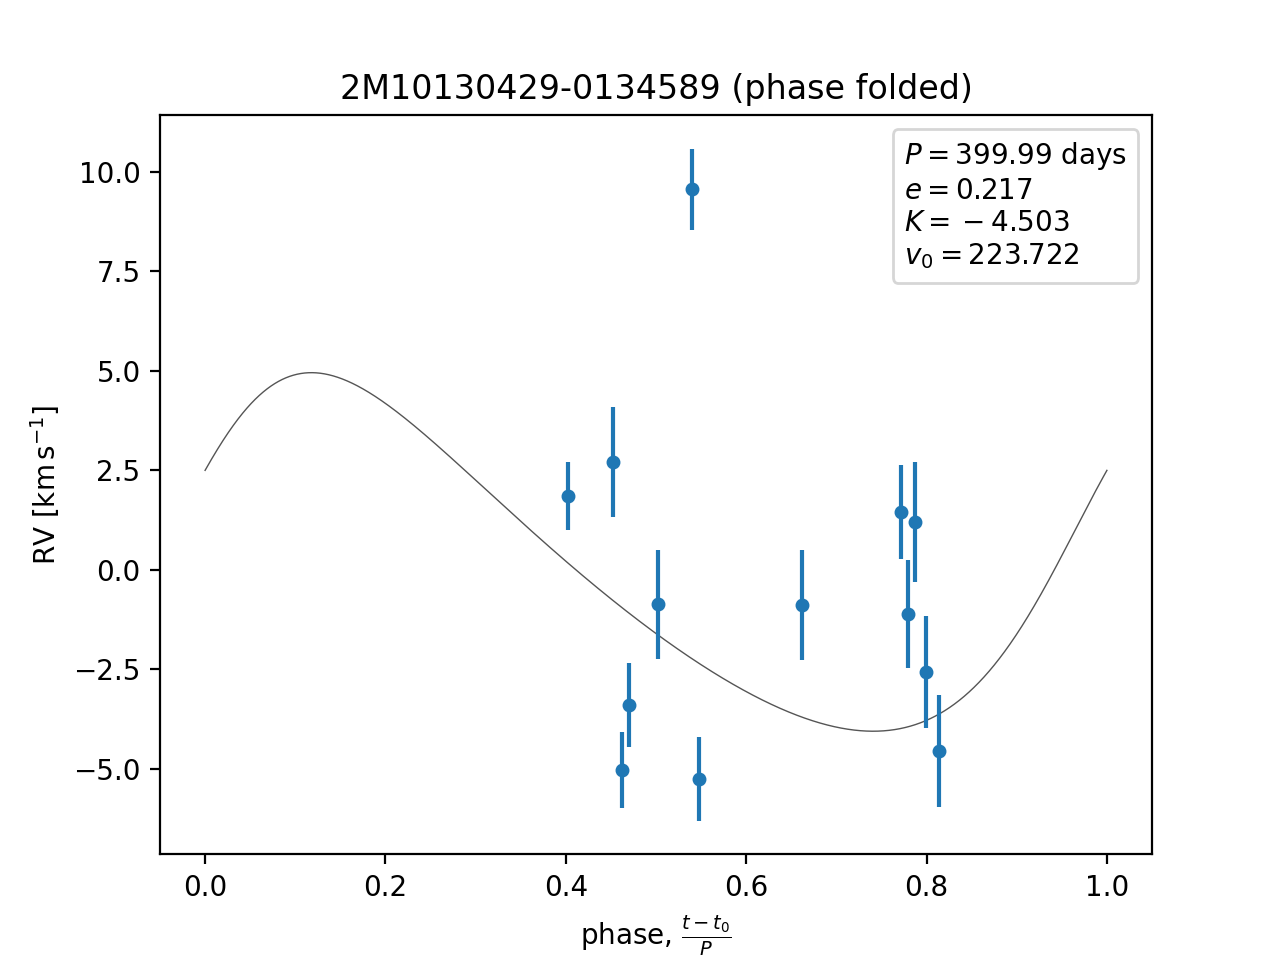 2M10130429-0134589 (phase folded)
P = 399.99 days
e = 0.217
K = −4.503
v₀ = 223.722
10.0
7.5
5.0
2.5
0.0
−2.5
−5.0
RV [km s⁻¹]
0.0 0.2 0.4 0.6 0.8 1.0
phase, (t − t₀)/P